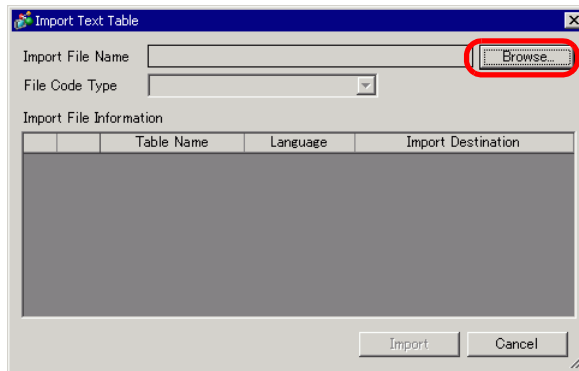 Import Text Table
Import File Name Browse...
File Code Type
Import File Information
Table Name Language Import Destination
Import Cancel